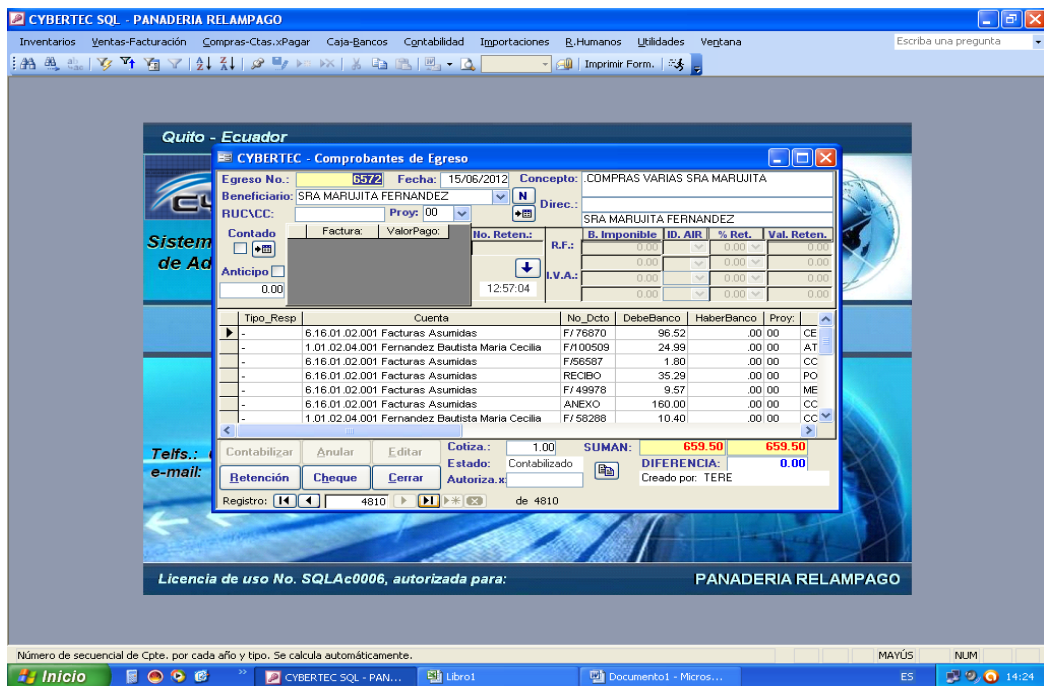 CYBERTEC SQL - PANADERIA RELAMPAGO
Inventarios Ventas-Facturación Compras-Ctas.xPagar Caja-Bancos Contabilidad Importaciones R.Humanos Utilidades Ventana Escriba una pregunta
Imprimir Form.
Quito - Ecuador
CYBERTEC - Comprobantes de Egreso
Egreso No.: 6572 Fecha: 15/06/2012 Concepto: .COMPRAS VARIAS SRA MARUJITA
Beneficiario: SRA MARUJITA FERNANDEZ N Direc.:
RUC\CC: Proy: 00 SRA MARUJITA FERNANDEZ
Contado Factura: ValorPago: No. Reten.: B. Imponible ID. AIR % Ret. Val. Reten.
R.F.: 0.00 0.00 0.00
0.00 0.00 0.00
Anticipo I.V.A.: 0.00 0.00 0.00
0.00 12:57:04 0.00 0.00 0.00
Sistem
de Ad
Tipo_Resp Cuenta No_Dcto DebeBanco HaberBanco Proy:
- 6.16.01.02.001 Facturas Asumidas F/ 76870 96.52 .00 00 CE
- 1.01.02.04.001 Fernandez Bautista Maria Cecilia F/100509 24.99 .00 00 AT
- 6.16.01.02.001 Facturas Asumidas F/56587 1.80 .00 00 CC
- 6.16.01.02.001 Facturas Asumidas RECIBO 35.29 .00 00 PO
- 6.16.01.02.001 Facturas Asumidas F/ 49978 9.57 .00 00 ME
- 6.16.01.02.001 Facturas Asumidas ANEXO 160.00 .00 00 CC
- 1.01.02.04.001 Fernandez Bautista Maria Cecilia F/ 58288 10.40 .00 00 CC
Telfs.:
e-mail:
Contabilizar Anular Editar Cotiza.: 1.00 SUMAN: 659.50 659.50
Estado: Contabilizado DIFERENCIA: 0.00
Retención Cheque Cerrar Autoriza.x Creado por: TERE
Registro: 4810 de 4810
Licencia de uso No. SQLAc0006, autorizada para: PANADERIA RELAMPAGO
Número de secuencial de Cpte. por cada año y tipo. Se calcula automáticamente. MAYÚS NUM
Inicio CYBERTEC SQL - PAN... Libro1 Documento1 - Micros... ES 14:24